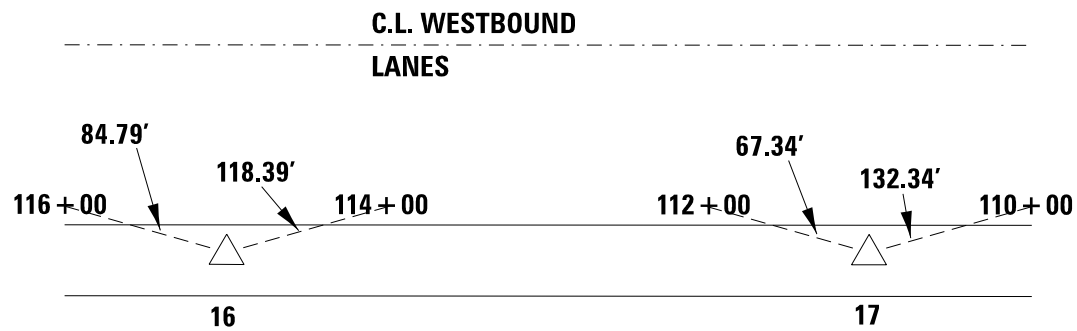 C.L. WESTBOUND
LANES
84.79′
118.39′
67.34′
132.34′
116 + 00
114 + 00
112 + 00
110 + 00
16
17